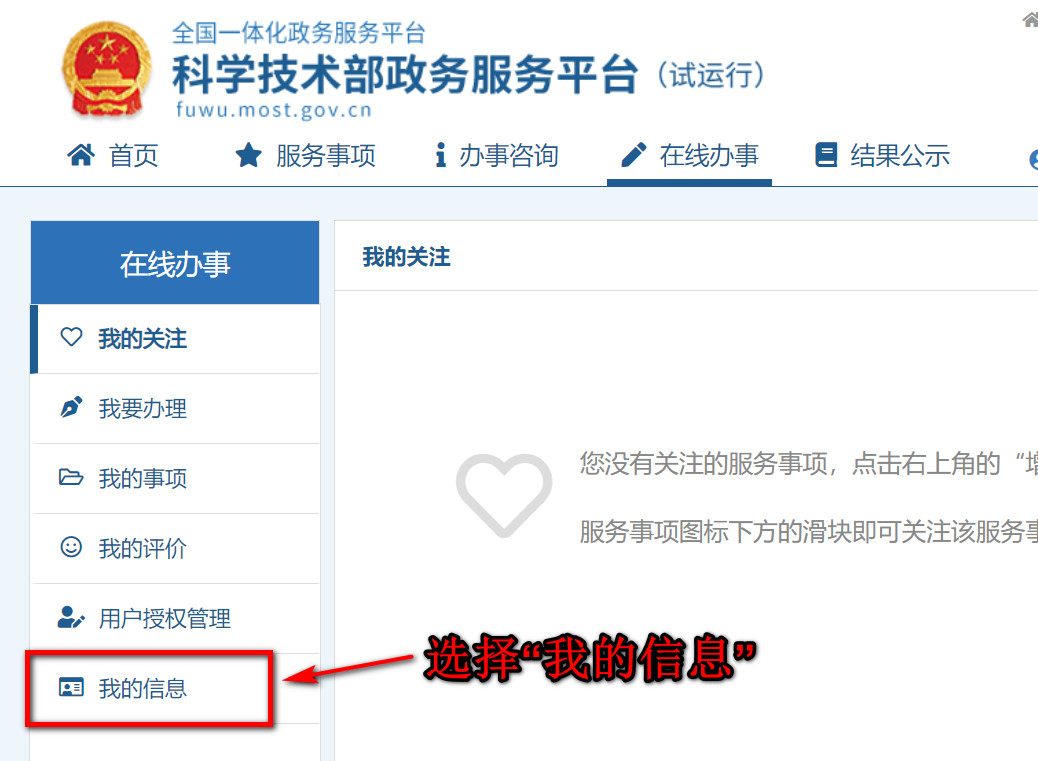 全国一体化政务服务平台
科学技术部政务服务平台（试运行）
fuwu.most.gov.cn
首页 服务事项 办事咨询 在线办事 结果公示
在线办事
我的关注
我要办理
我的事项
我的评价
用户授权管理
我的信息
我的关注
您没有关注的服务事项，点击右上角的“增
服务事项图标下方的滑块即可关注该服务事
选择“我的信息”